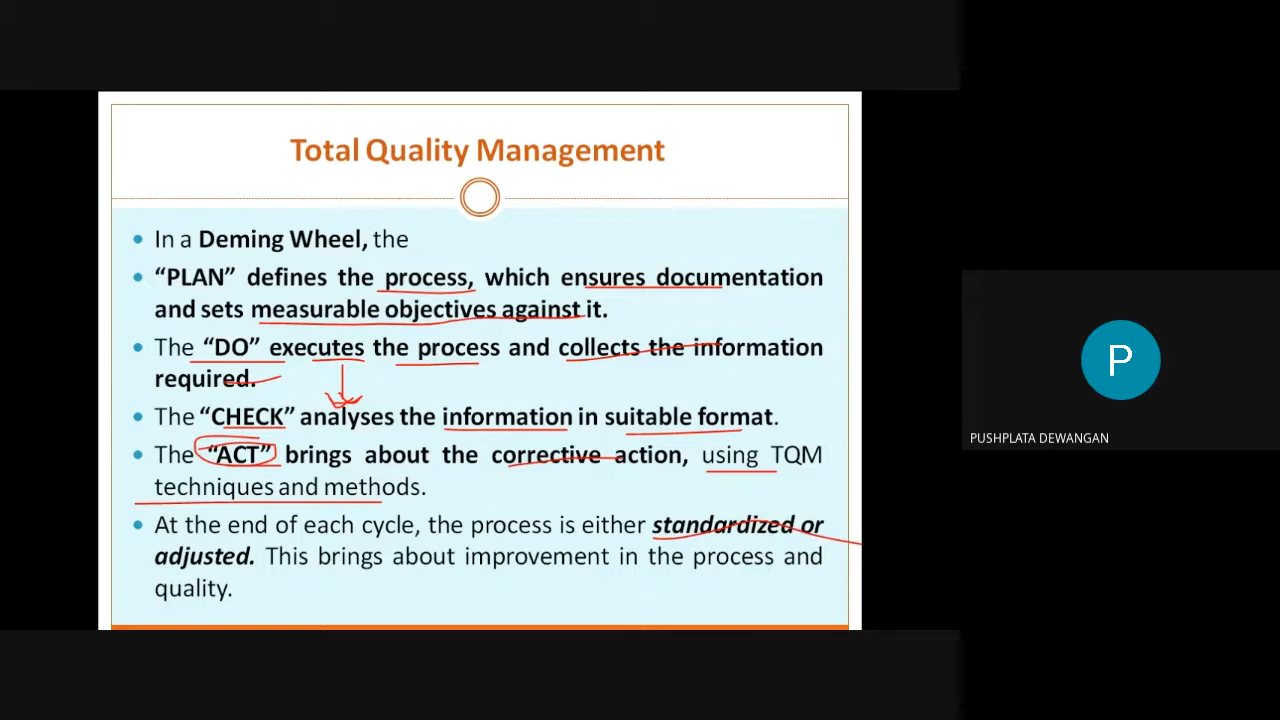 Total Quality Management
• In a Deming Wheel, the
• “PLAN” defines the process, which ensures documentation
and sets measurable objectives against it.
• The “DO” executes the process and collects the information
required.
• The “CHECK” analyses the information in suitable format.
• The “ACT” brings about the corrective action, using TQM
techniques and methods.
• At the end of each cycle, the process is either standardized or
adjusted. This brings about improvement in the process and
quality.
P
PUSHPLATA DEWANGAN